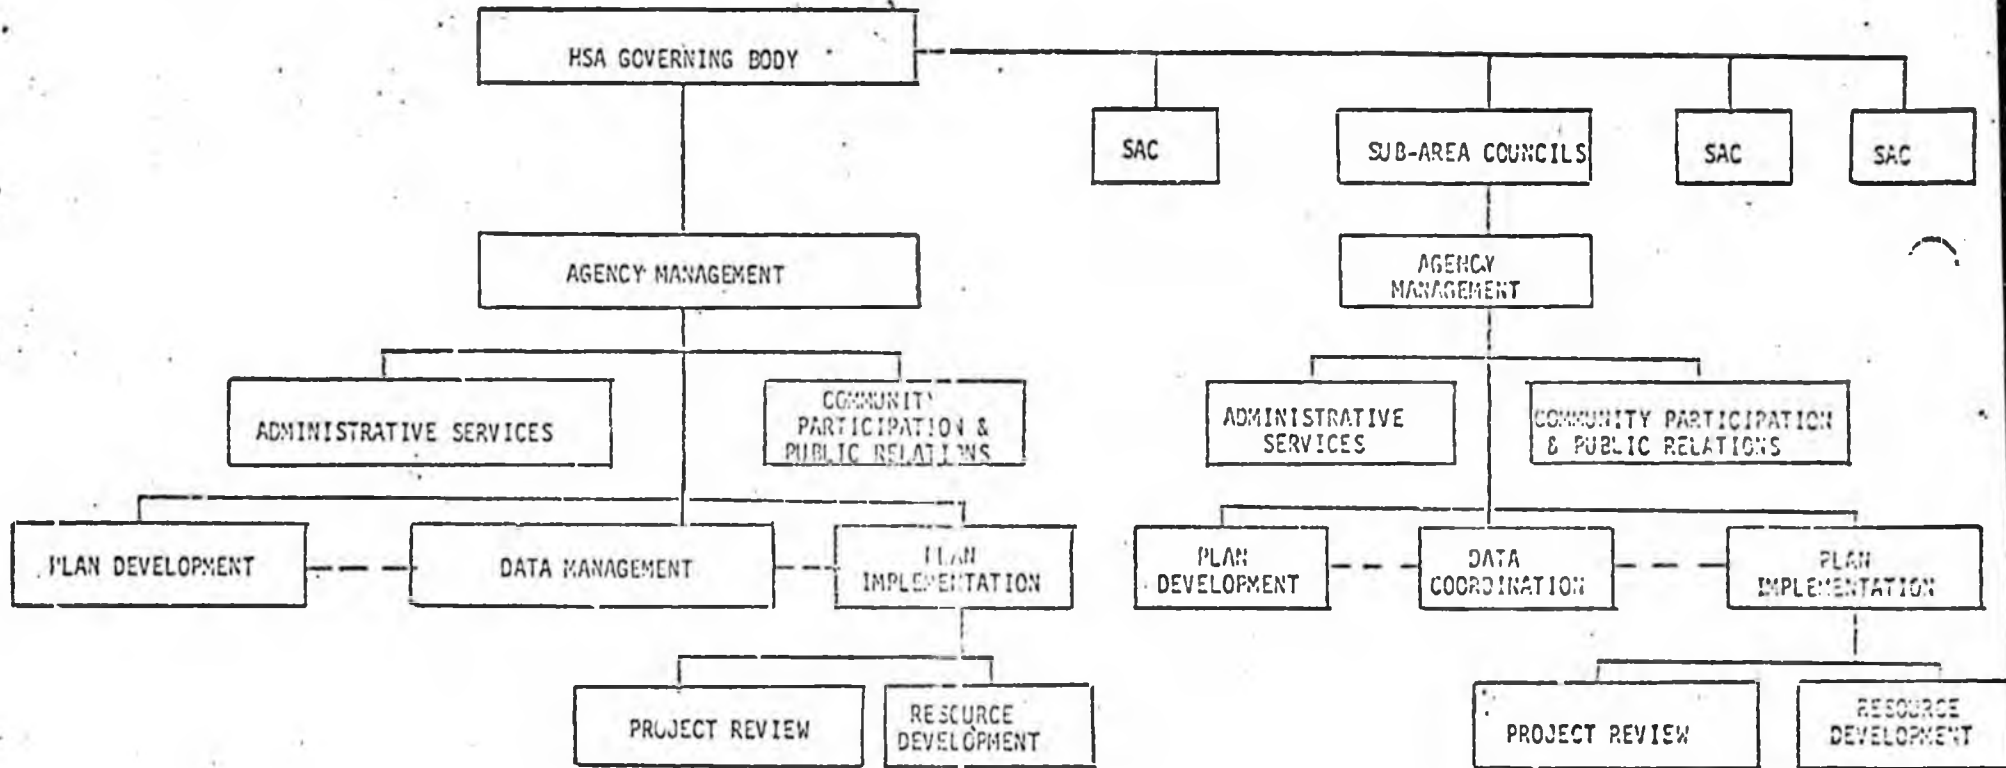 HSA GOVERNING BODY
SAC
SUB-AREA COUNCILS
SAC
SAC
AGENCY MANAGEMENT
AGENCY
MANAGEMENT
ADMINISTRATIVE SERVICES
COMMUNITY
PARTICIPATION &
PUBLIC RELATIONS
ADMINISTRATIVE
SERVICES
COMMUNITY PARTICIPATION
& PUBLIC RELATIONS
PLAN DEVELOPMENT
DATA MANAGEMENT
PLAN
IMPLEMENTATION
PLAN
DEVELOPMENT
DATA
COORDINATION
PLAN
IMPLEMENTATION
PROJECT REVIEW
RESOURCE
DEVELOPMENT
PROJECT REVIEW
RESOURCE
DEVELOPMENT